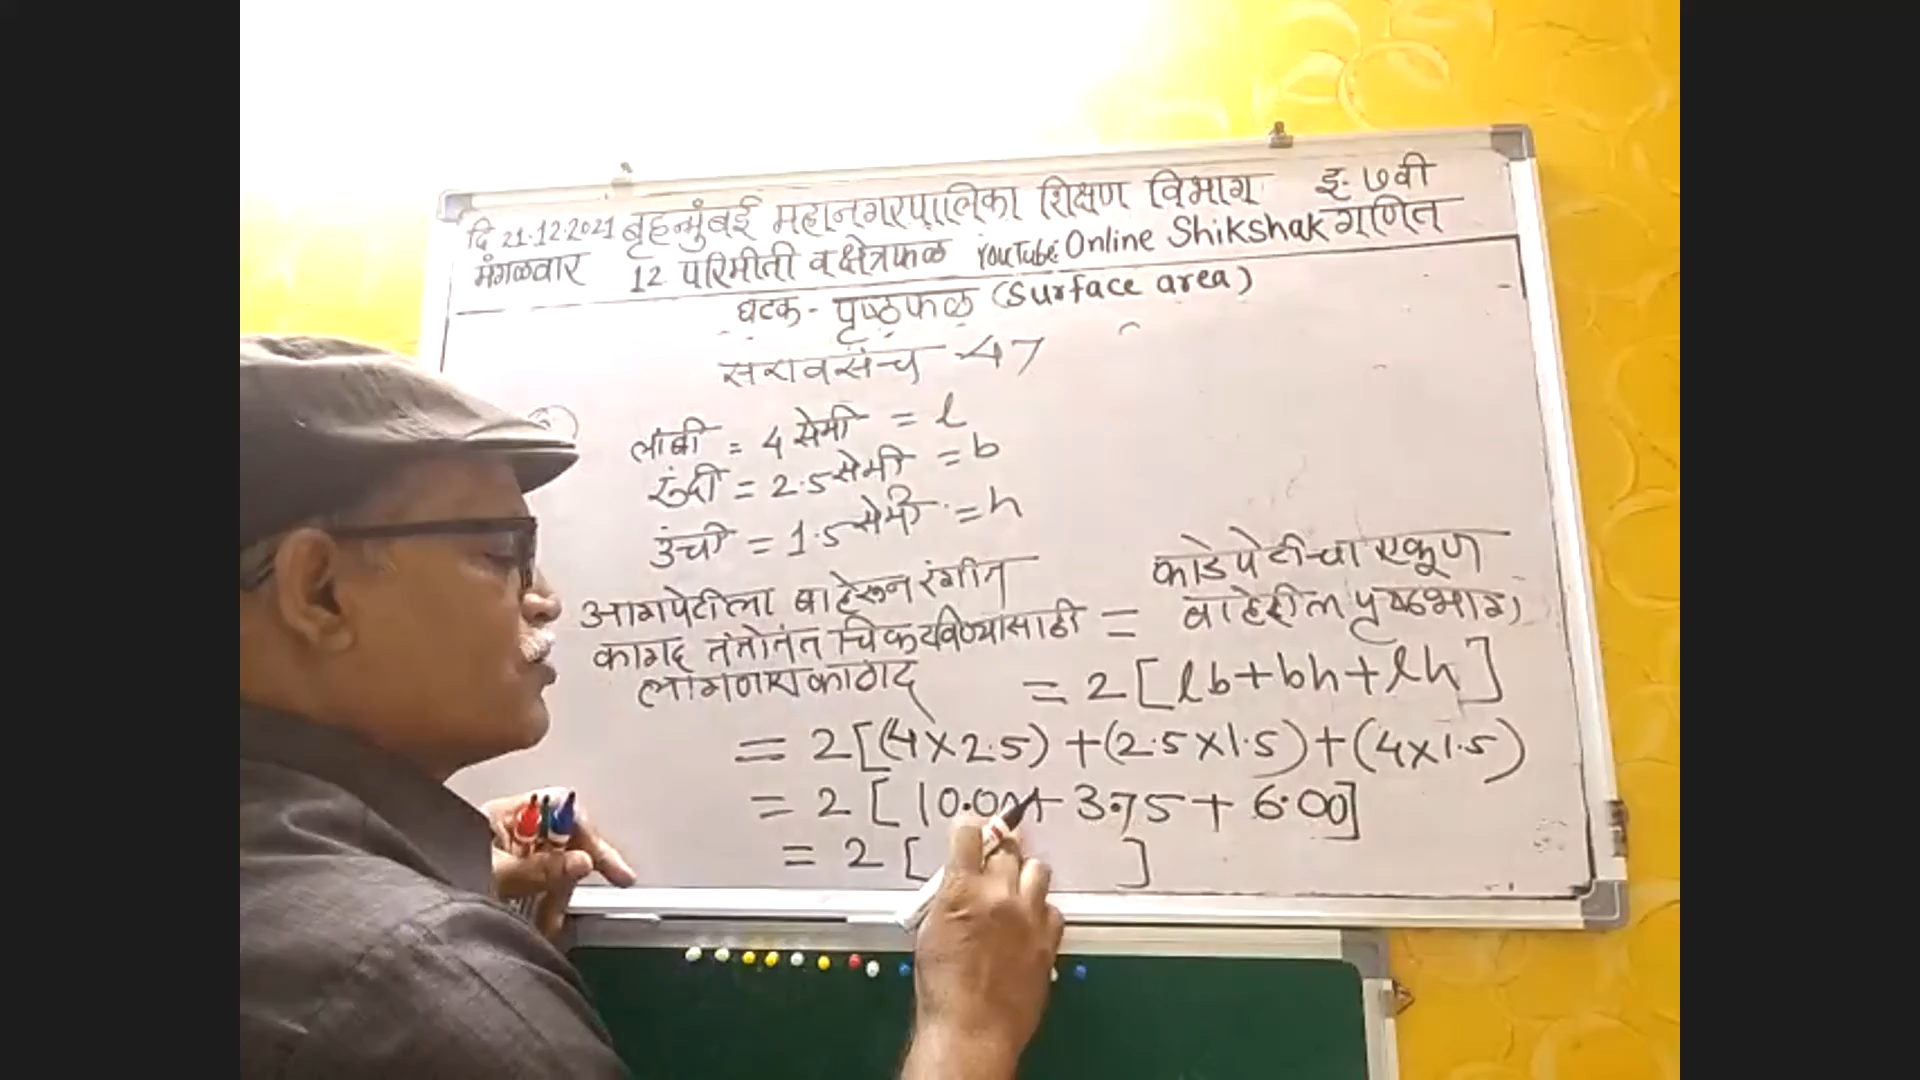 बृहन्मुंबई महानगरपालिका शिक्षण विभाग इ. ७वी
दि 21.12.2021
मंगळवार 12 परिमीती व क्षेत्रफळ YouTube: Online Shikshak गणित
घटक - पृष्ठफळ (Surface area)
सरावसंच 47
लांबी = 4 सेमी = l
रुंदी = 2.5 सेमी = b
उंची = 1.5 सेमी = h
आगपेटीला बाहेरून रंगीत
कागद तंतोतंत चिकटविण्यासाठी
लागणारा कागद
= काडेपेटीचा एकूण
बाहेरील पृष्ठभाग
= 2 [lb+bh+lh]
= 2 [(4×2.5) +(2.5×1.5)+(4×1.5)
= 2 [ 10.00+ 3.75 + 6.00]
= 2 [ ]